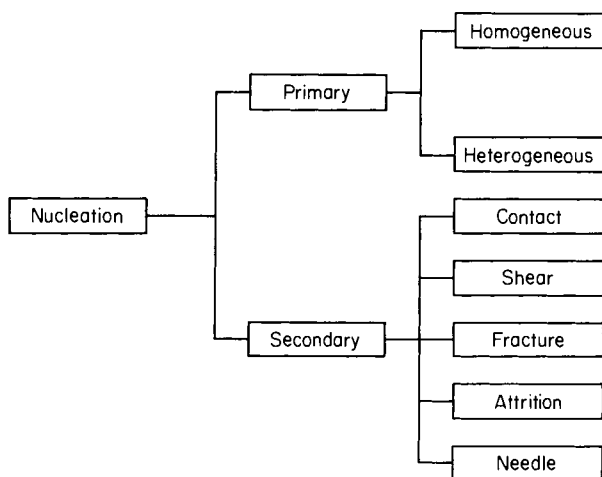 Homogeneous
Primary
Heterogeneous
Nucleation
Contact
Shear
Secondary
Fracture
Attrition
Needle